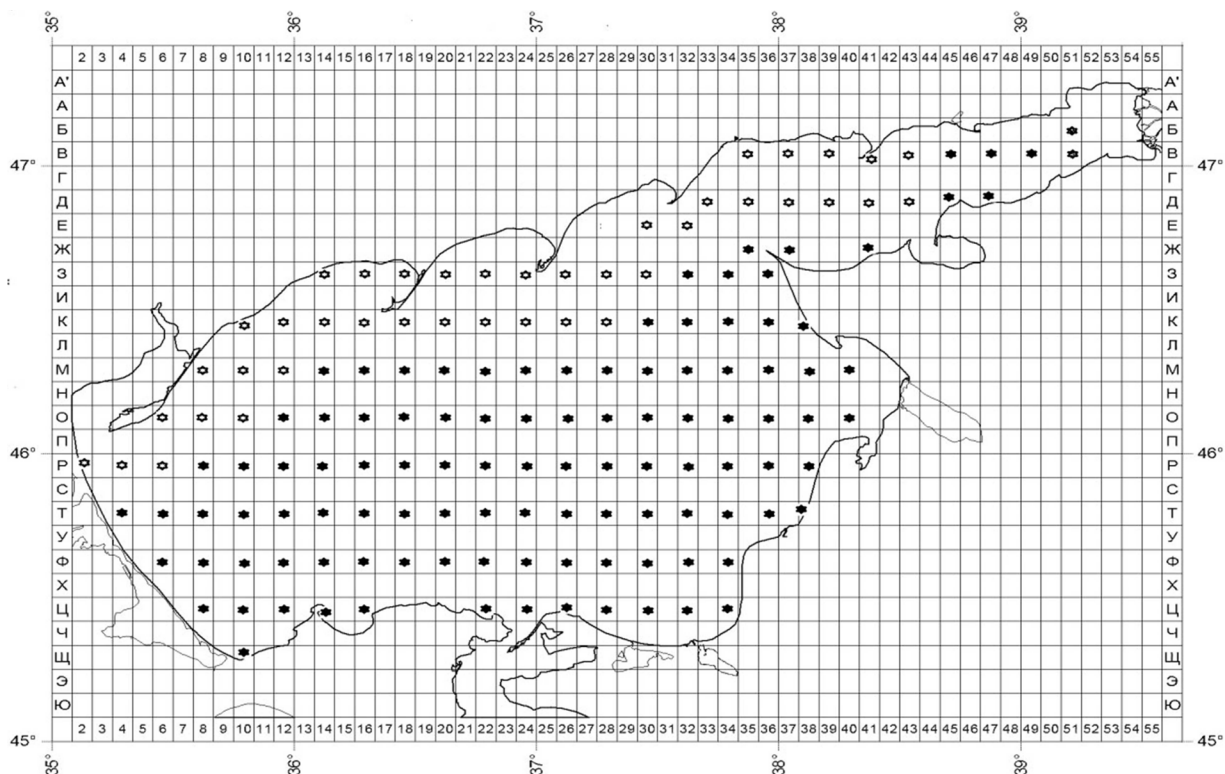 35° 36° 37° 38° 39°
2 3 4 5 6 7 8 9 10 11 12 13 14 15 16 17 18 19 20 21 22 23 24 25 26 27 28 29 30 31 32 33 34 35 36 37 38 39 40 41 42 43 44 45 46 47 48 49 50 51 52 53 54 55
А' А'
А А
Б Б
47° В В 47°
Г Г
Д Д
Е Е
Ж Ж
З З
И И
К К
Л Л
М М
Н Н
О О
П П
46° 46°
Р Р
С С
Т Т
У У
Ф Ф
Х Х
Ц Ц
Ч Ч
Щ Щ
Э Э
Ю Ю
2 3 4 5 6 7 8 9 10 11 12 13 14 15 16 17 18 19 20 21 22 23 24 25 26 27 28 29 30 31 32 33 34 35 36 37 38 39 40 41 42 43 44 45 46 47 48 49 50 51 52 53 54 55
45° 45°
35° 36° 37° 38° 39°